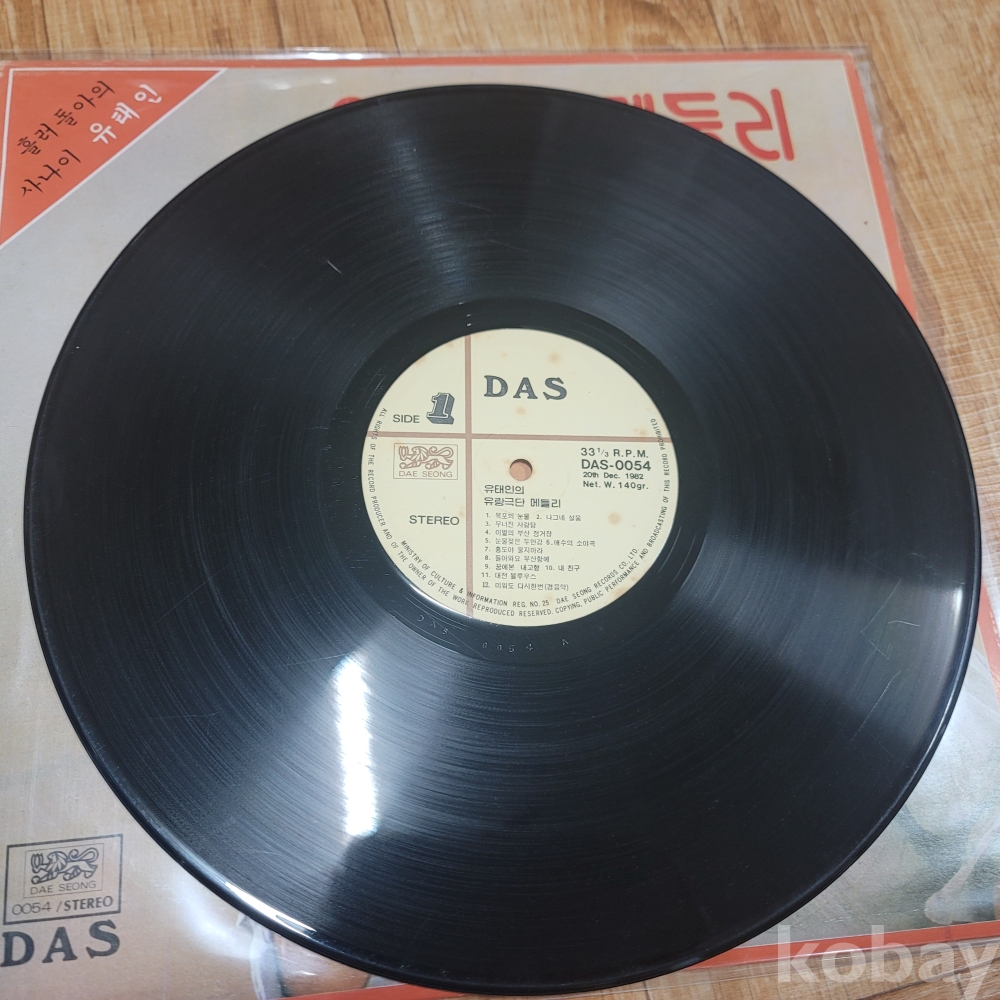 흘러 돌아의
사나이 유태인
메들리
DAS
SIDE 1
33 1/3 R.P.M.
DAS-0054
20th Dec. 1982
Net. W. 140gr.
DAE SEONG
STEREO
유태인의
유랑극단 메들리
1. 목포의 눈물 2. 나그네 설움
3. 무너진 사랑탑
4. 이별의 부산 정거장
5. 눈물젖은 두만강 6. 애수의 소야곡
7. 홍도야 울지마라
8. 돌아와요 부산항에
9. 꿈에본 내고향 10. 내 친구
11. 대전 블루우스
12. 미워도 다시한번(경음악)
ALL RIGHTS OF THE RECORD PRODUCER AND OF THE OWNER OF THE WORK REPRODUCED RESERVED. COPYING, PUBLIC PERFORMANCE AND BROADCASTING OF THIS RECORD PROHIBITED
MINISTRY OF CULTURE & INFORMATION REG. NO. 25 DAE SEONG RECORDS CO. LTD.
0054 A
DAE SEONG
0054 / STEREO
DAS
kobay